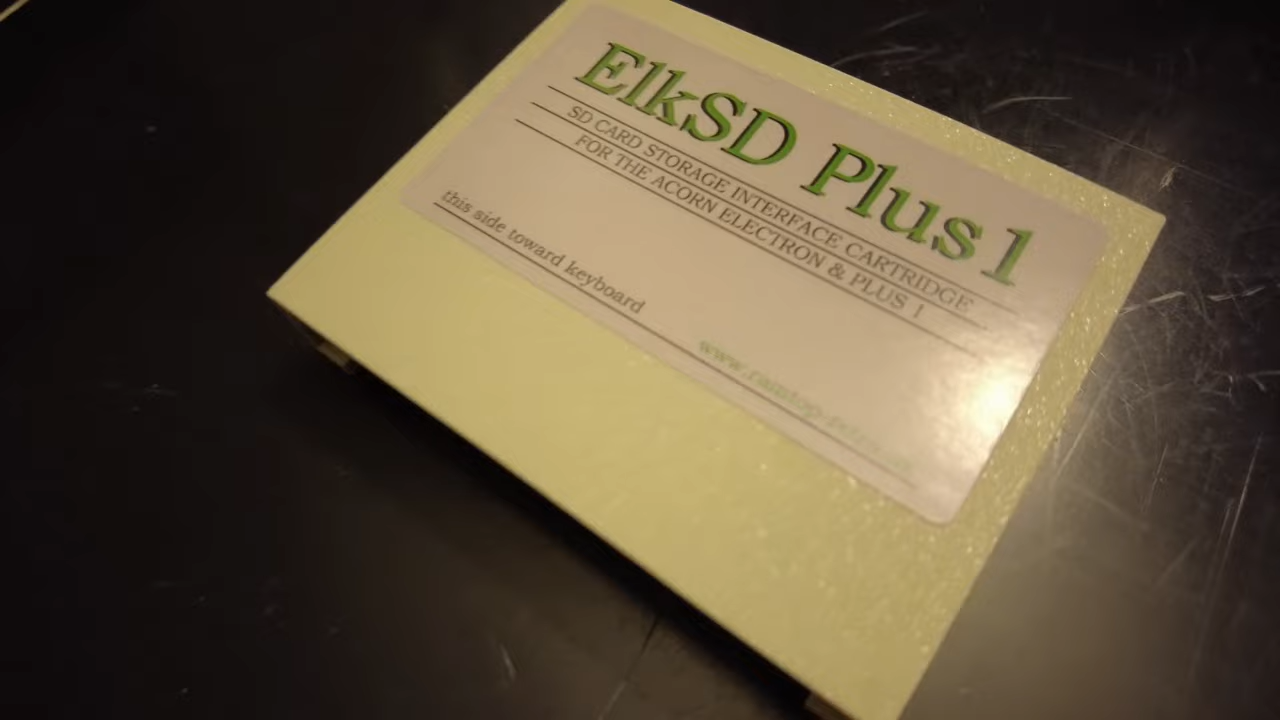 ElkSD Plus 1
SD CARD STORAGE INTERFACE CARTRIDGE
FOR THE ACORN ELECTRON & PLUS 1
this side toward keyboard